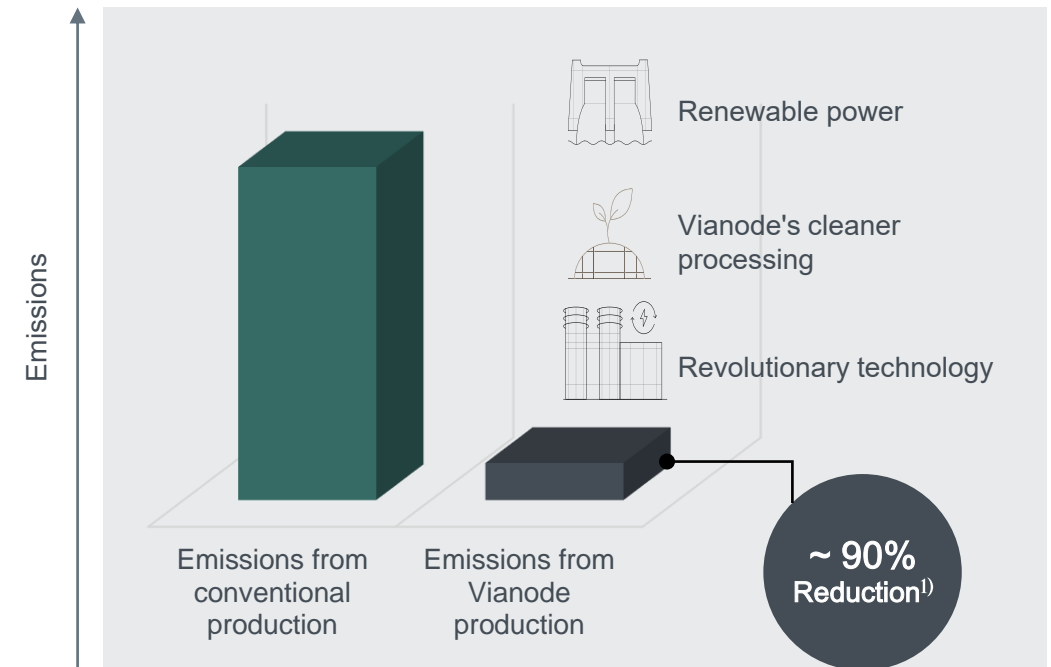 Emissions
Renewable power
Vianode's cleaner
processing
Revolutionary technology
Emissions from
conventional
production
Emissions from
Vianode
production
~ 90%
Reduction¹⁾